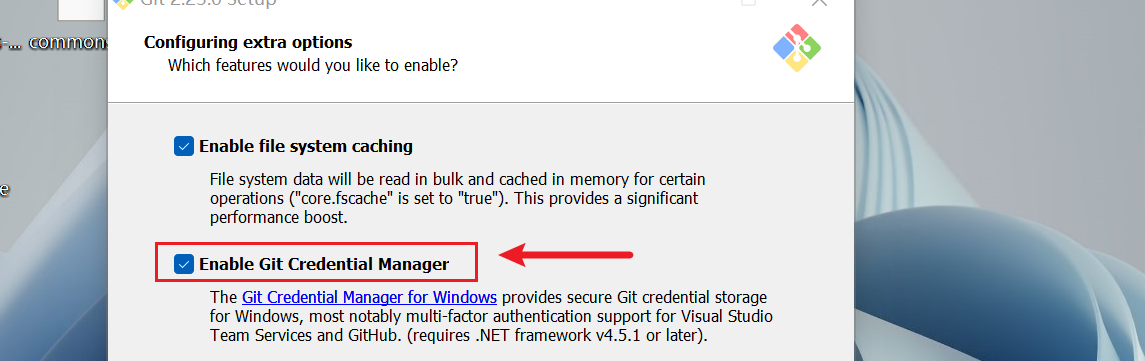 Git 2.23.0 Setup
-... common
Configuring extra options
Which features would you like to enable?
Enable file system caching
File system data will be read in bulk and cached in memory for certain
operations ("core.fscache" is set to "true"). This provides a significant
performance boost.
e
Enable Git Credential Manager
The Git Credential Manager for Windows provides secure Git credential storage
for Windows, most notably multi-factor authentication support for Visual Studio
Team Services and GitHub. (requires .NET framework v4.5.1 or later).